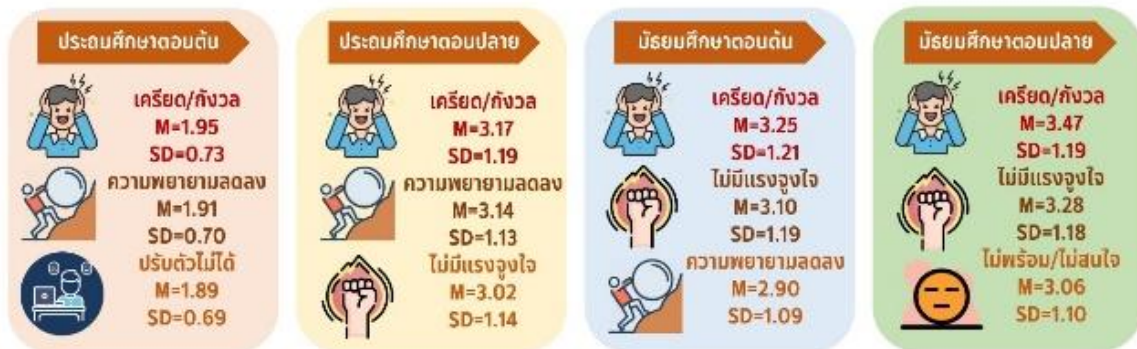 ประถมศึกษาตอนต้น
เครียด/กังวล
M=1.95
SD=0.73
ความพยายามลดลง
M=1.91
SD=0.70
ปรับตัวไม่ได้
M=1.89
SD=0.69
ประถมศึกษาตอนปลาย
เครียด/กังวล
M=3.17
SD=1.19
ความพยายามลดลง
M=3.14
SD=1.13
ไม่มีแรงจูงใจ
M=3.02
SD=1.14
มัธยมศึกษาตอนต้น
เครียด/กังวล
M=3.25
SD=1.21
ไม่มีแรงจูงใจ
M=3.10
SD=1.19
ความพยายามลดลง
M=2.90
SD=1.09
มัธยมศึกษาตอนปลาย
เครียด/กังวล
M=3.47
SD=1.19
ไม่มีแรงจูงใจ
M=3.28
SD=1.18
ไม่พร้อม/ไม่สนใจ
M=3.06
SD=1.10